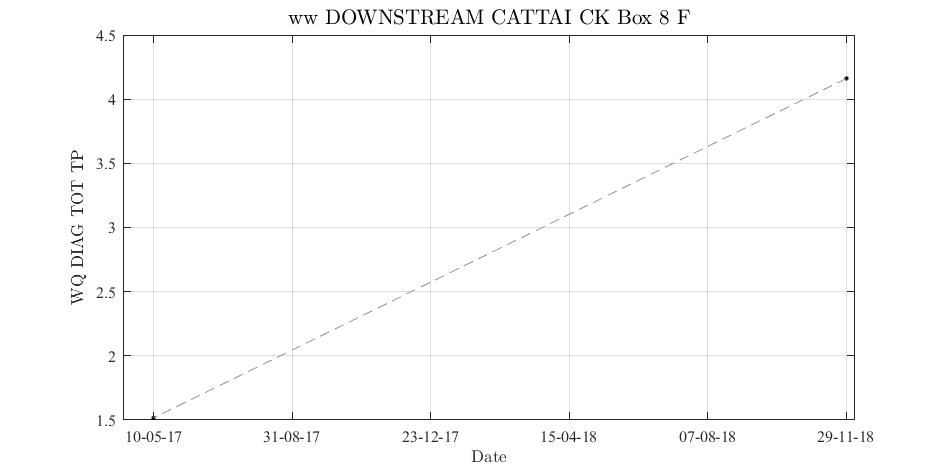 ww DOWNSTREAM CATTAI CK Box 8 F
4.5
4
3.5
3
2.5
2
1.5
WQ DIAG TOT TP
10-05-17 31-08-17 23-12-17 15-04-18 07-08-18 29-11-18
Date